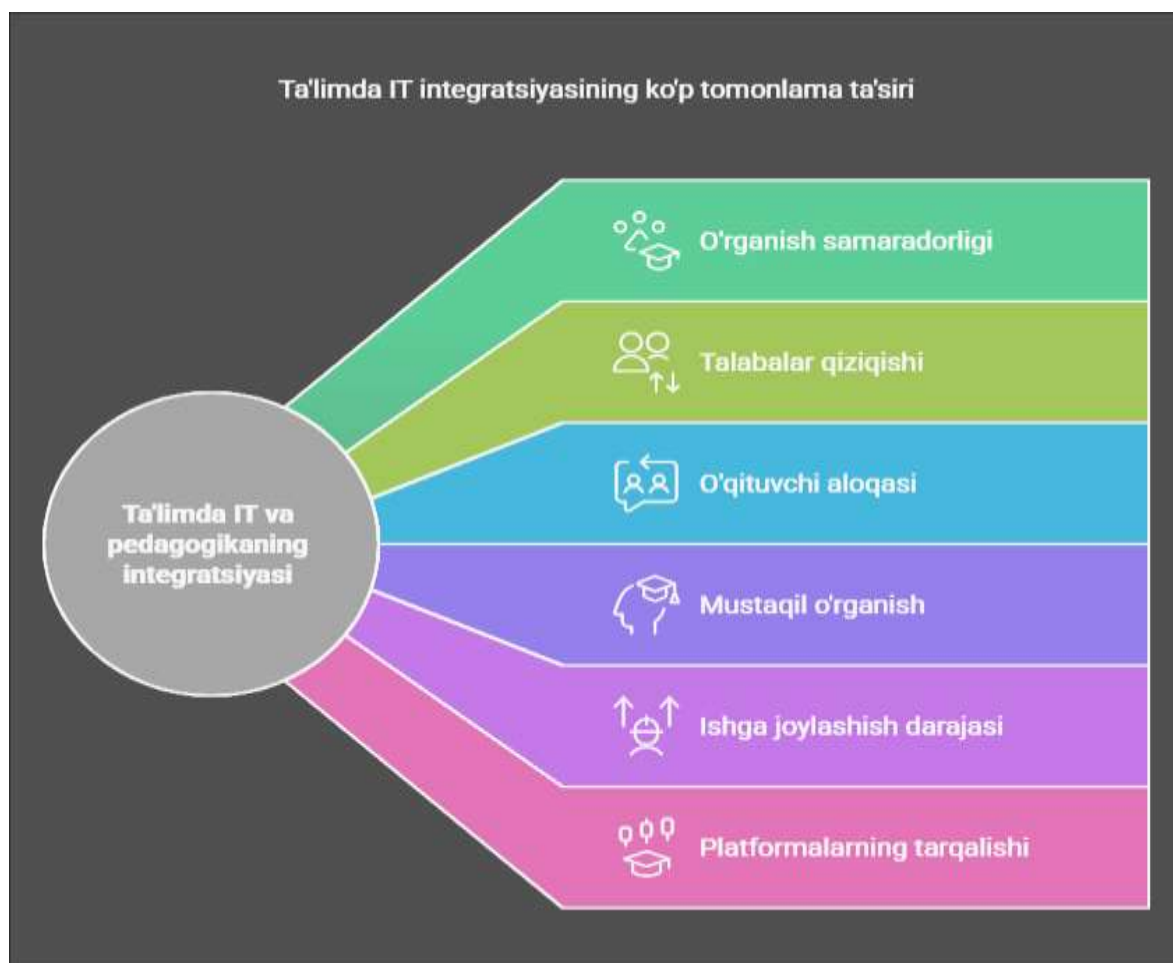 Ta'limda IT integratsiyasining ko'p tomonlama ta'siri
O'rganish samaradorligi
Talabalar qiziqishi
O'qituvchi aloqasi
Ta'limda IT va
pedagogikaning
integratsiyasi
Mustaqil o'rganish
Ishga joylashish darajasi
Platformalarning tarqalishi